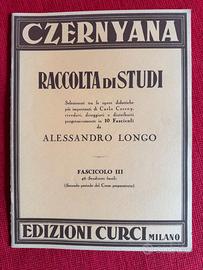 CZERNYANA
RACCOLTA DI STUDI
Selezionati tra le opere didattiche
più importanti di Carlo Czerny,
riveduti, diteggiati e distribuiti
progressivamente in 10 Fascicoli
da
ALESSANDRO LONGO
FASCICOLO III
(Secondo periodo del Corso preparatorio)
EDIZIONI CURCI MILANO